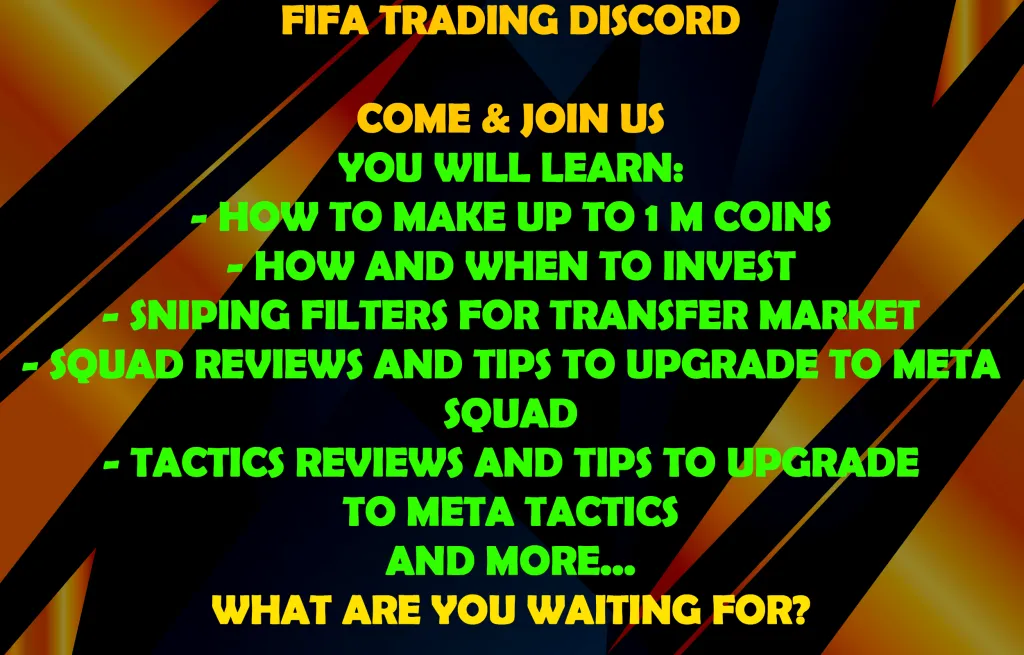 FIFA TRADING DISCORD
COME & JOIN US
YOU WILL LEARN:
- HOW TO MAKE UP TO 1 M COINS
- HOW AND WHEN TO INVEST
- SNIPING FILTERS FOR TRANSFER MARKET
- SQUAD REVIEWS AND TIPS TO UPGRADE TO META
SQUAD
- TACTICS REVIEWS AND TIPS TO UPGRADE
TO META TACTICS
AND MORE...
WHAT ARE YOU WAITING FOR?